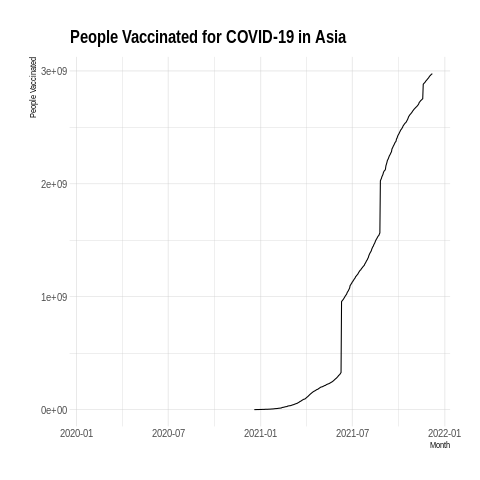 People Vaccinated for COVID-19 in Asia
People Vaccinated
3e+09
2e+09
1e+09
0e+00
2020-01 2020-07 2021-01 2021-07 2022-01
Month